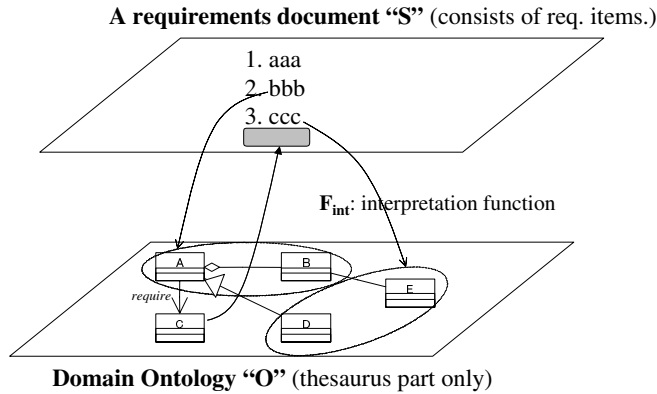 A requirements document “S” (consists of req. items.)
1. aaa
2. bbb
3. ccc
F_int: interpretation function
A
B
E
require
C
D
Domain Ontology “O” (thesaurus part only)